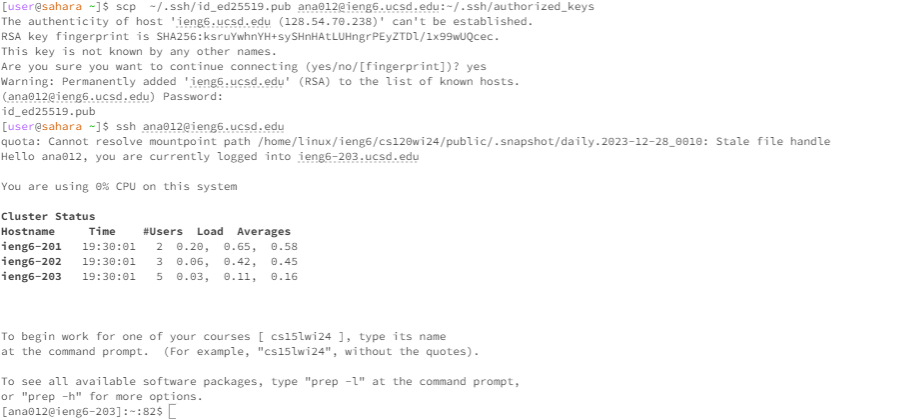 [user@sahara ~]$ scp  ~/.ssh/id_ed25519.pub ana012@ieng6.ucsd.edu:~/.ssh/authorized_keys
The authenticity of host 'ieng6.ucsd.edu (128.54.70.238)' can't be established.
RSA key fingerprint is SHA256:ksruYwhnYH+sySHnHAtLUHngrPEyZTDl/1x99wUQcec.
This key is not known by any other names.
Are you sure you want to continue connecting (yes/no/[fingerprint])? yes
Warning: Permanently added 'ieng6.ucsd.edu' (RSA) to the list of known hosts.
(ana012@ieng6.ucsd.edu) Password:
id_ed25519.pub
[user@sahara ~]$ ssh ana012@ieng6.ucsd.edu
quota: Cannot resolve mountpoint path /home/linux/ieng6/cs120wi24/public/.snapshot/daily.2023-12-28_0010: Stale file handle
Hello ana012, you are currently logged into ieng6-203.ucsd.edu
You are using 0% CPU on this system
Cluster Status
Hostname     Time    #Users  Load  Averages
ieng6-201   19:30:01   2  0.20,  0.65,  0.58
ieng6-202   19:30:01   3  0.06,  0.42,  0.45
ieng6-203   19:30:01   5  0.03,  0.11,  0.16
To begin work for one of your courses [ cs15lwi24 ], type its name
at the command prompt.  (For example, "cs15lwi24", without the quotes).
To see all available software packages, type "prep -l" at the command prompt,
or "prep -h" for more options.
[ana012@ieng6-203]:~:82$